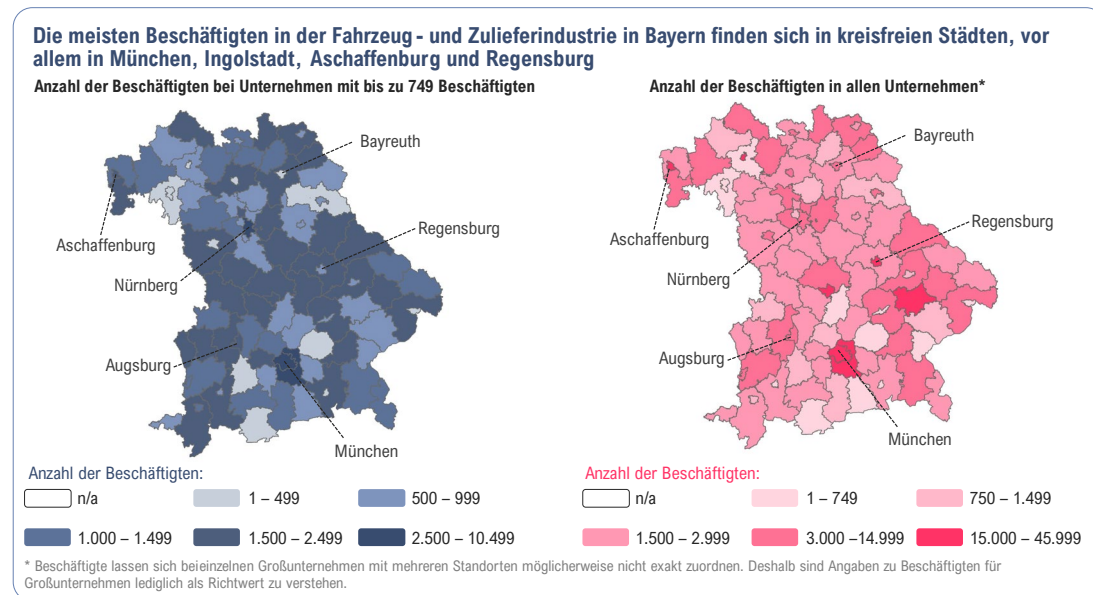 Die meisten Beschäftigten in der Fahrzeug- und Zulieferindustrie in Bayern finden sich in kreisfreien Städten, vor
allem in München, Ingolstadt, Aschaffenburg und Regensburg
Anzahl der Beschäftigten bei Unternehmen mit bis zu 749 Beschäftigten
Bayreuth
Regensburg
Aschaffenburg
Nürnberg
Augsburg
München
Anzahl der Beschäftigten:
n/a
1 – 499
500 – 999
1.000 – 1.499
1.500 – 2.499
2.500 – 10.499
Anzahl der Beschäftigten in allen Unternehmen*
Bayreuth
Aschaffenburg
Regensburg
Nürnberg
Augsburg
München
Anzahl der Beschäftigten:
n/a
1 – 749
750 – 1.499
1.500 – 2.999
3.000 –14.999
15.000 – 45.999
* Beschäftigte lassen sich beieinzelnen Großunternehmen mit mehreren Standorten möglicherweise nicht exakt zuordnen. Deshalb sind Angaben zu Beschäftigten für
Großunternehmen lediglich als Richtwert zu verstehen.